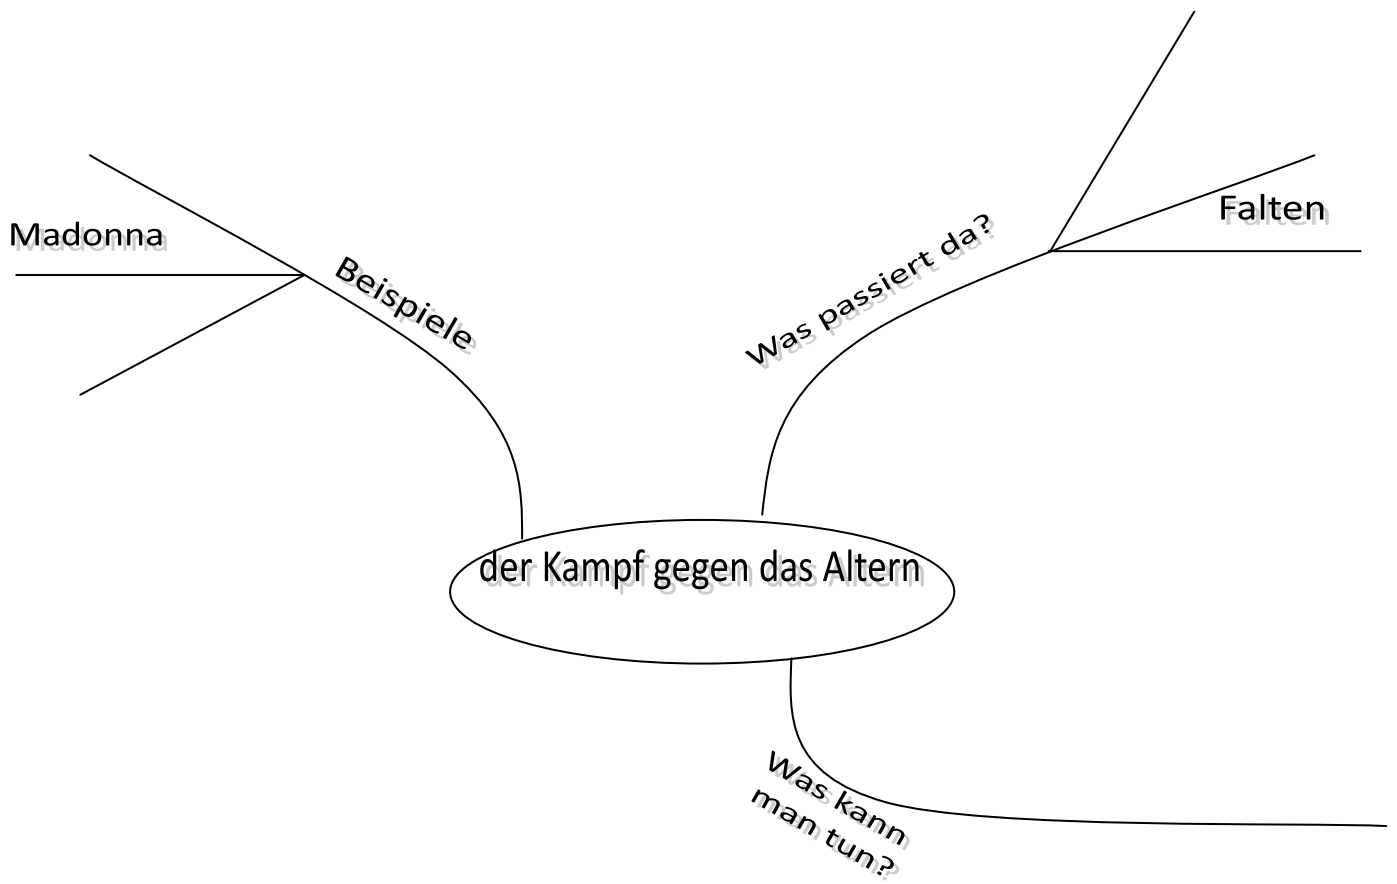 Madonna
Beispiele
Was passiert da?
Falten
der Kampf gegen das Altern
Was kann
man tun?